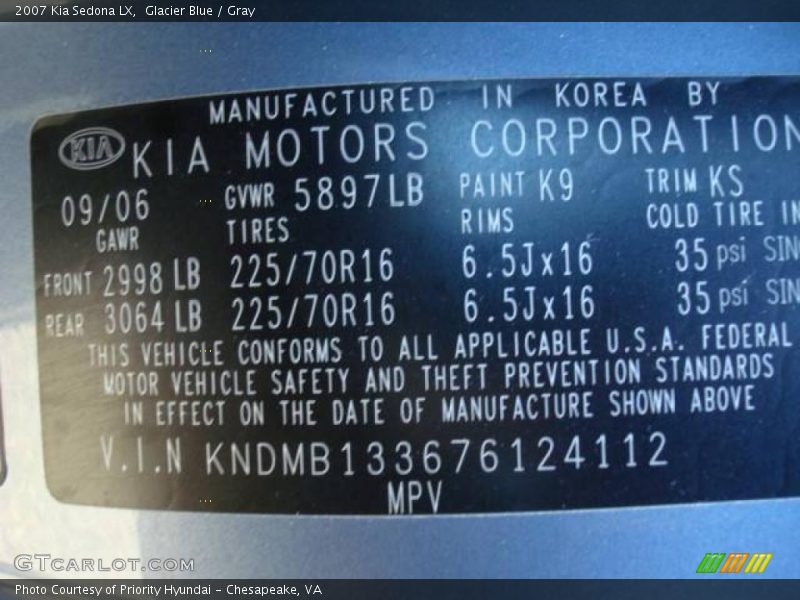 2007 Kia Sedona LX, Glacier Blue / Gray
MANUFACTURED IN KOREA BY
KIA KIA MOTORS CORPORATION
09/06 GVWR 5897LB PAINT K9 TRIM KS
GAWR TIRES RIMS COLD TIRE IN
FRONT 2998 LB 225/70R16 6.5Jx16 35 psi SIN
REAR 3064 LB 225/70R16 6.5Jx16 35 psi SIN
THIS VEHICLE CONFORMS TO ALL APPLICABLE U.S.A. FEDERAL
MOTOR VEHICLE SAFETY AND THEFT PREVENTION STANDARDS
IN EFFECT ON THE DATE OF MANUFACTURE SHOWN ABOVE
V.I.N KNDMB133676124112
MPV
GTCARLOT.COM
Photo Courtesy of Priority Hyundai - Chesapeake, VA